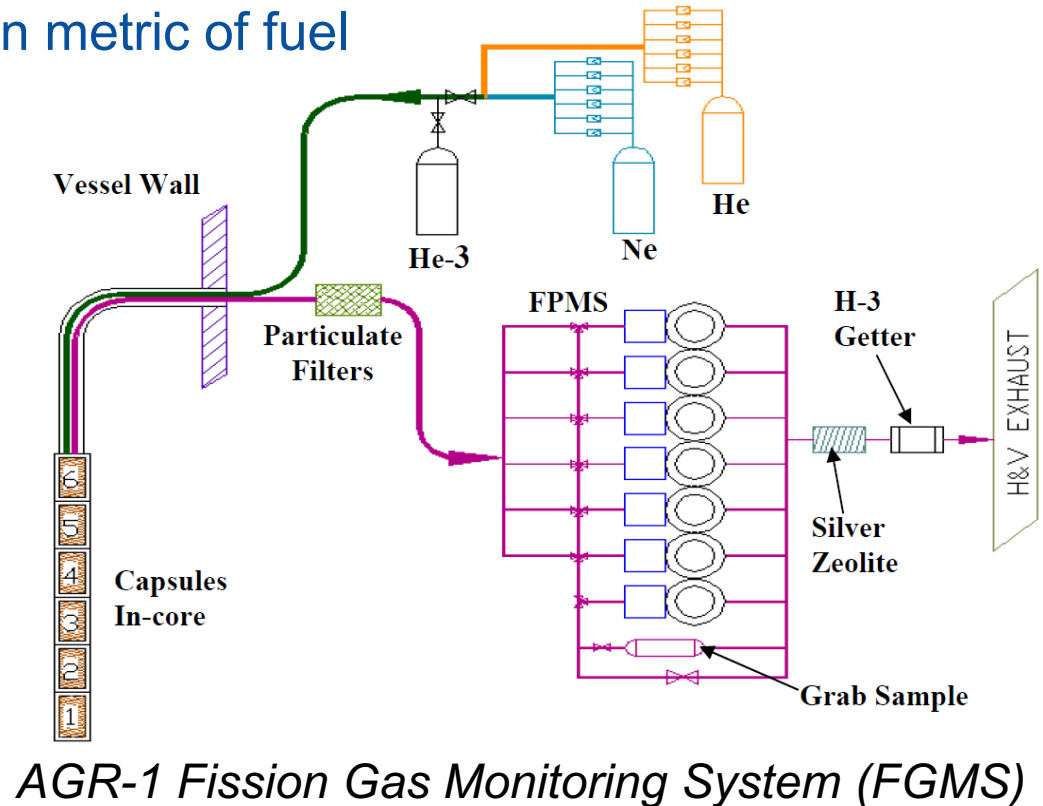 n metric of fuel
Vessel Wall
He
Ne
He-3
Particulate
Filters
FPMS
H-3
Getter
H&V EXHAUST
6
5
4
3
2
1
Capsules
In-core
Silver
Zeolite
Grab Sample
AGR-1 Fission Gas Monitoring System (FGMS)